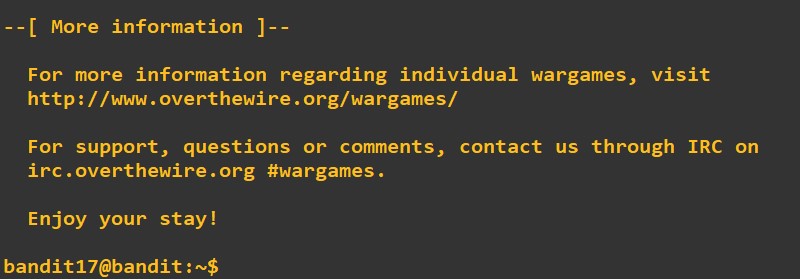 --[ More information ]--
For more information regarding individual wargames, visit
http://www.overthewire.org/wargames/
For support, questions or comments, contact us through IRC on
irc.overthewire.org #wargames.
Enjoy your stay!
bandit17@bandit:~$